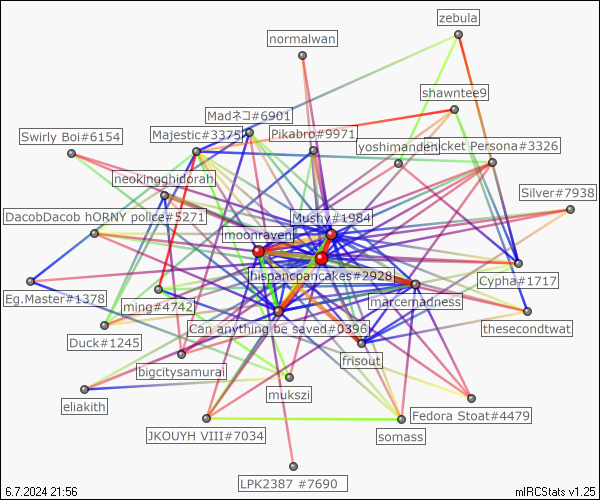 zebula
normalwan
shawntee9
Madネコ#6901
Swirly Boi#6154
Majestic#3375
Pikabro#9971
yoshimanden
cket Persona#3326
neokingghidorah
Silver#7938
DacobDacob hORNY police#5271
Mushy#1984
moonraven
hispancpancakes#2928
Cypha#1717
Eg.Master#1378
ming#4742
marcemadness
Can anything be saved#0396
thesecondtwat
Duck#1245
frisout
bigcitysamurai
mukszi
eliakith
Fedora Stoat#4479
JKOUYH VIII#7034
somass
LPK2387 #7690
6.7.2024 21:56
mIRCStats v1.25